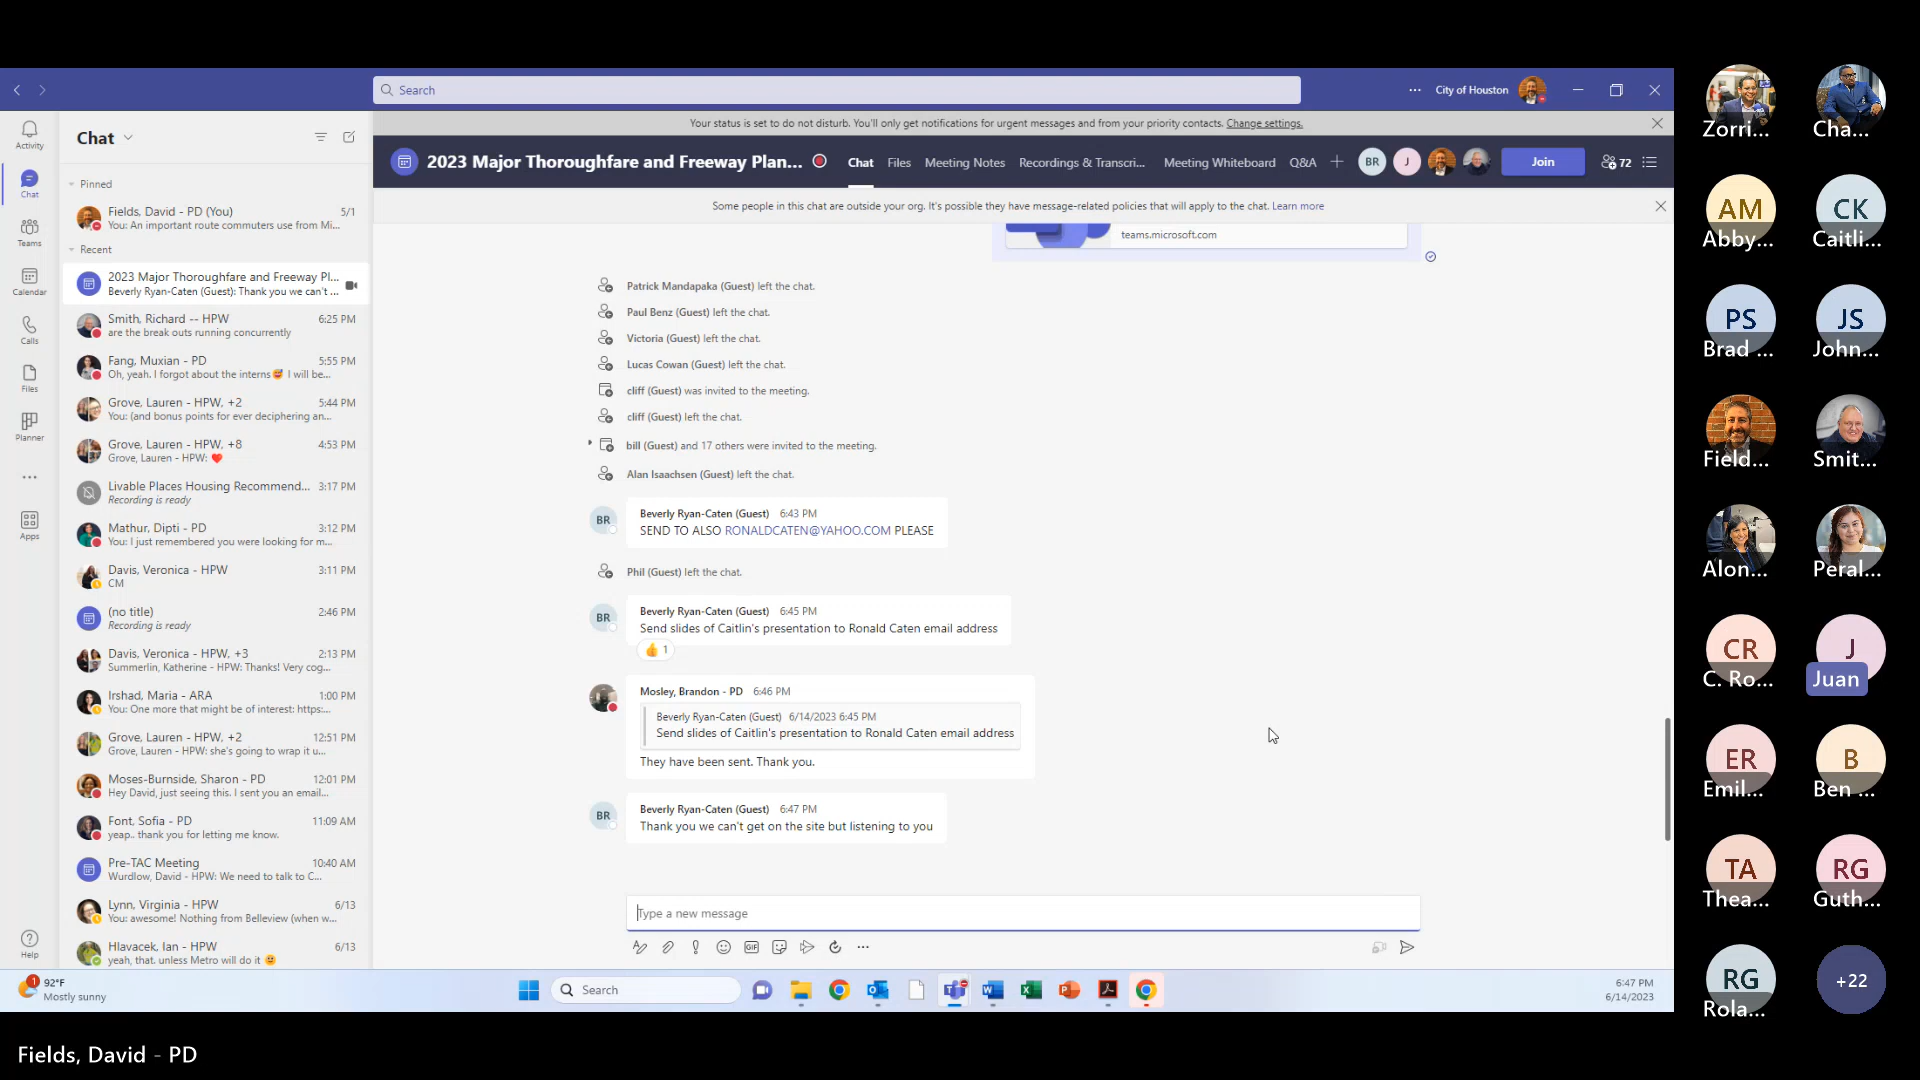 Search
City of Houston
Your status is set to do not disturb. You'll only get notifications for urgent messages and from your priority contacts. Change settings.
Activity
Chat
Teams
Calendar
Calls
Files
Planner
Apps
Help
Chat
Pinned
Fields, David - PD (You) 5/1
You: An important route commuters use from Mi...
Recent
2023 Major Thoroughfare and Freeway Pl...
Beverly Ryan-Caten (Guest): Thank you we can't ...
Smith, Richard -- HPW 6:25 PM
are the break outs running concurrently
Fang, Muxian - PD 5:55 PM
Oh, yeah. I forgot about the interns😅 I will be...
Grove, Lauren - HPW, +2 5:44 PM
You: (and bonus points for ever deciphering an...
Grove, Lauren - HPW, +8 4:53 PM
Grove, Lauren - HPW: ❤️
Livable Places Housing Recommend... 3:17 PM
Recording is ready
Mathur, Dipti - PD 3:12 PM
You: I just remembered you were looking for m...
Davis, Veronica - HPW 3:11 PM
CM
(no title) 2:46 PM
Recording is ready
Davis, Veronica - HPW, +3 2:13 PM
Summerlin, Katherine - HPW: Thanks! Very cog...
Irshad, Maria - ARA 1:00 PM
You: One more that might be of interest: https:...
Grove, Lauren - HPW, +2 12:51 PM
Grove, Lauren - HPW: she's going to wrap it u...
Moses-Burnside, Sharon - PD 12:01 PM
Hey David, just seeing this. I sent you an email...
Font, Sofia - PD 11:09 AM
yeap.. thank you for letting me know.
Pre-TAC Meeting 10:40 AM
Wurdlow, David - HPW: We need to talk to C...
Lynn, Virginia - HPW 6/13
You: awesome! Nothing from Belleview (when w...
Hlavacek, Ian - HPW 6/13
yeah, that. unless Metro will do it 🙂
2023 Major Thoroughfare and Freeway Plan... Chat Files Meeting Notes Recordings & Transcri... Meeting Whiteboard Q&A BR J Join 72
Some people in this chat are outside your org. It's possible they have message-related policies that will apply to the chat. Learn more
teams.microsoft.com
Patrick Mandapaka (Guest) left the chat.
Paul Benz (Guest) left the chat.
Victoria (Guest) left the chat.
Lucas Cowan (Guest) left the chat.
cliff (Guest) was invited to the meeting.
cliff (Guest) left the chat.
bill (Guest) and 17 others were invited to the meeting.
Alan Isaachsen (Guest) left the chat.
BR
Beverly Ryan-Caten (Guest) 6:43 PM
SEND TO ALSO RONALDCATEN@YAHOO.COM PLEASE
Phil (Guest) left the chat.
BR
Beverly Ryan-Caten (Guest) 6:45 PM
Send slides of Caitlin's presentation to Ronald Caten email address
👍 1
Mosley, Brandon - PD 6:46 PM
Beverly Ryan-Caten (Guest) 6/14/2023 6:45 PM
Send slides of Caitlin's presentation to Ronald Caten email address
They have been sent. Thank you.
BR
Beverly Ryan-Caten (Guest) 6:47 PM
Thank you we can't get on the site but listening to you
Type a new message
GIF
1
92°F
Mostly sunny
Search
6:47 PM
6/14/2023
Zorri...
Cha...
AM
Abby...
CK
Caitli...
PS
Brad ...
JS
John...
Field...
Smit...
Alon...
Peral...
CR
C. Ro...
J
Juan
ER
Emil...
B
Ben ...
TA
Thea...
RG
Guth...
RG
Rola...
+22
Fields, David - PD